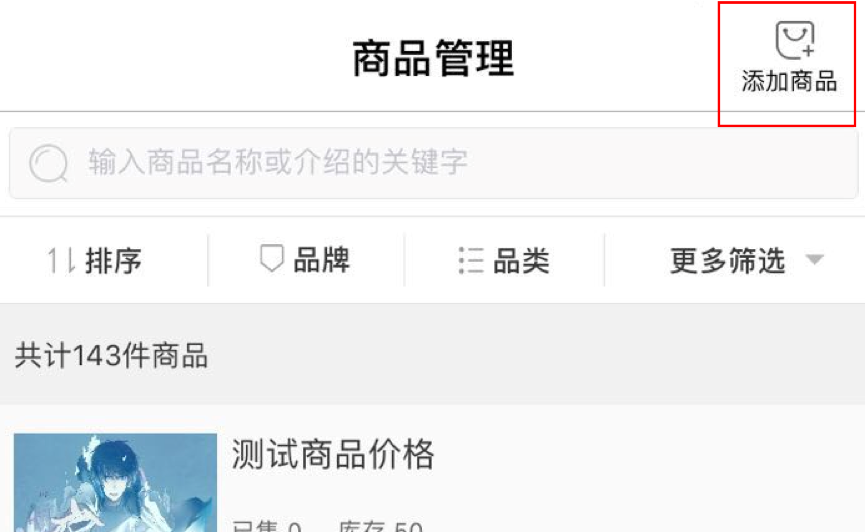 商品管理
添加商品
输入商品名称或介绍的关键字
排序 品牌 品类 更多筛选
共计143件商品
测试商品价格
已售 0 库存 50